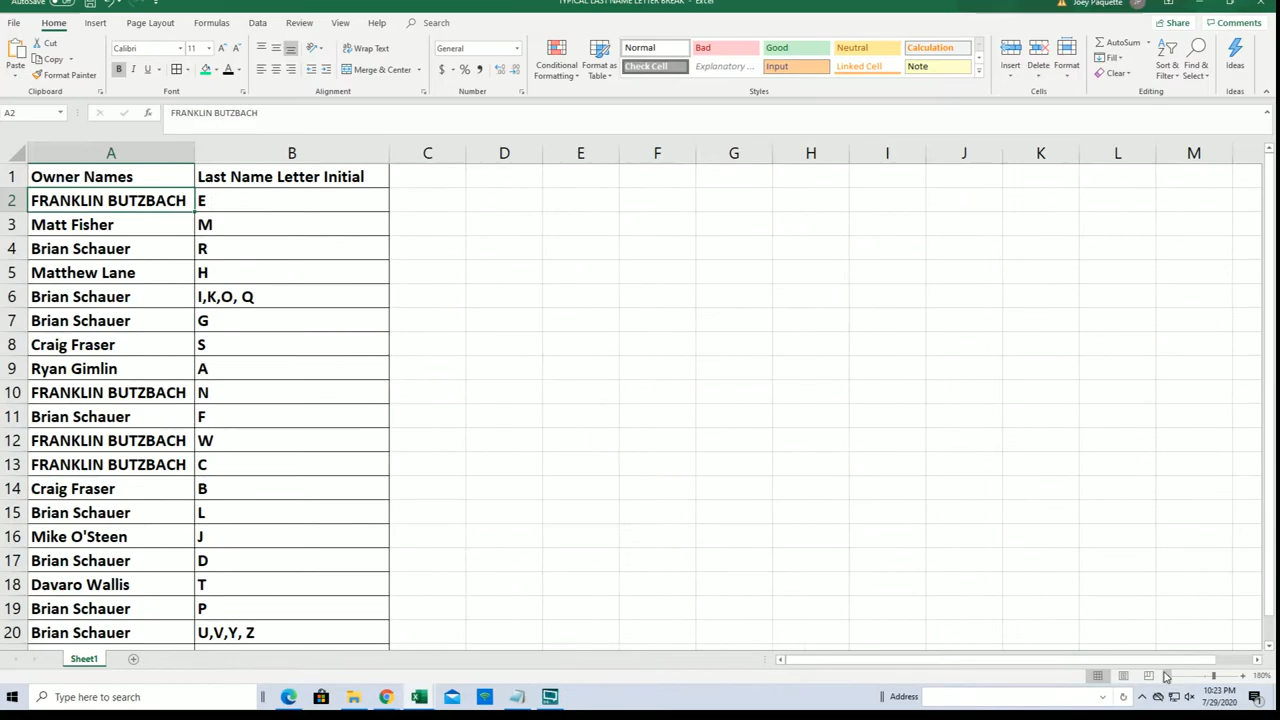 AutoSave Off
TYPICAL LAST NAME LETTER BREAK - Excel
Joey Paquette
File Home Insert Page Layout Formulas Data Review View Help Search Share Comments
Paste Cut Copy Format Painter Clipboard
Calibri 11 B I U A A A Font
Wrap Text Merge & Center Alignment
General $ % , Number
Conditional Formatting Format as Table
Normal Bad Good Neutral Calculation
Check Cell Explanatory ... Input Linked Cell Note
Styles
Insert Delete Format Cells
AutoSum Fill Clear Sort & Filter Find & Select Editing
Ideas Ideas
A2 fx FRANKLIN BUTZBACH
A B C D E F G H I J K L M
1 Owner Names Last Name Letter Initial
2 FRANKLIN BUTZBACH E
3 Matt Fisher M
4 Brian Schauer R
5 Matthew Lane H
6 Brian Schauer I,K,O, Q
7 Brian Schauer G
8 Craig Fraser S
9 Ryan Gimlin A
10 FRANKLIN BUTZBACH N
11 Brian Schauer F
12 FRANKLIN BUTZBACH W
13 FRANKLIN BUTZBACH C
14 Craig Fraser B
15 Brian Schauer L
16 Mike O'Steen J
17 Brian Schauer D
18 Davaro Wallis T
19 Brian Schauer P
20 Brian Schauer U,V,Y, Z
Sheet1
180%
Type here to search
Address
10:23 PM
7/29/2020